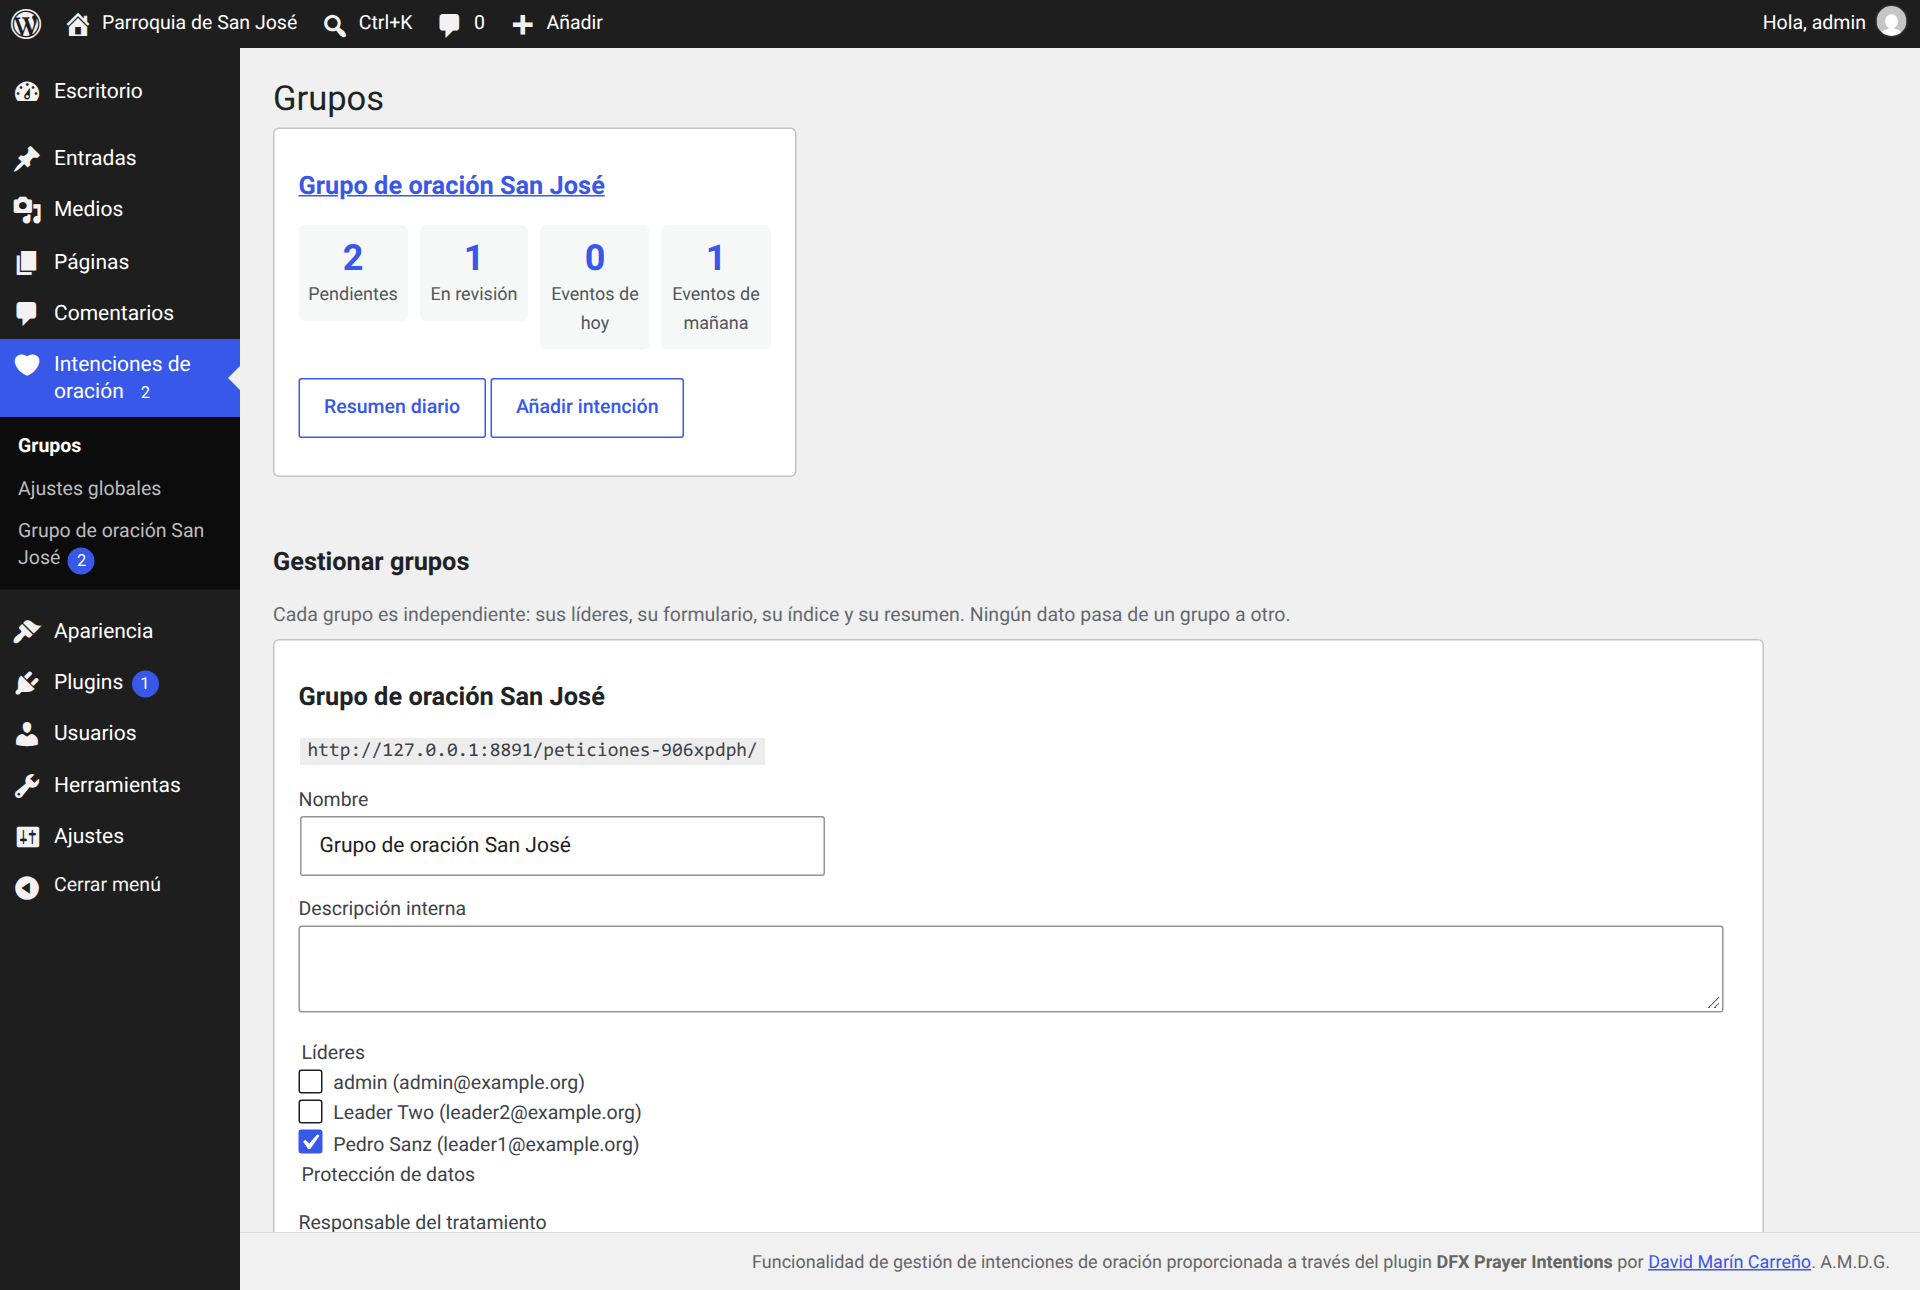 Parroquia de San José Ctrl+K 0 Añadir Hola, admin
Escritorio
Entradas
Medios
Páginas
Comentarios
Intenciones de
oración 2
Grupos
Ajustes globales
Grupo de oración San
José 2
Apariencia
Plugins 1
Usuarios
Herramientas
Ajustes
Cerrar menú
Grupos
Grupo de oración San José
2 1 0 1
Pendientes En revisión Eventos de Eventos de
hoy mañana
Resumen diario Añadir intención
Gestionar grupos
Cada grupo es independiente: sus líderes, su formulario, su índice y su resumen. Ningún dato pasa de un grupo a otro.
Grupo de oración San José
http://127.0.0.1:8891/peticiones-906xpdph/
Nombre
Grupo de oración San José
Descripción interna
Líderes
admin (admin@example.org)
Leader Two (leader2@example.org)
Pedro Sanz (leader1@example.org)
Protección de datos
Responsable del tratamiento
Funcionalidad de gestión de intenciones de oración proporcionada a través del plugin DFX Prayer Intentions por David Marín Carreño. A.M.D.G.